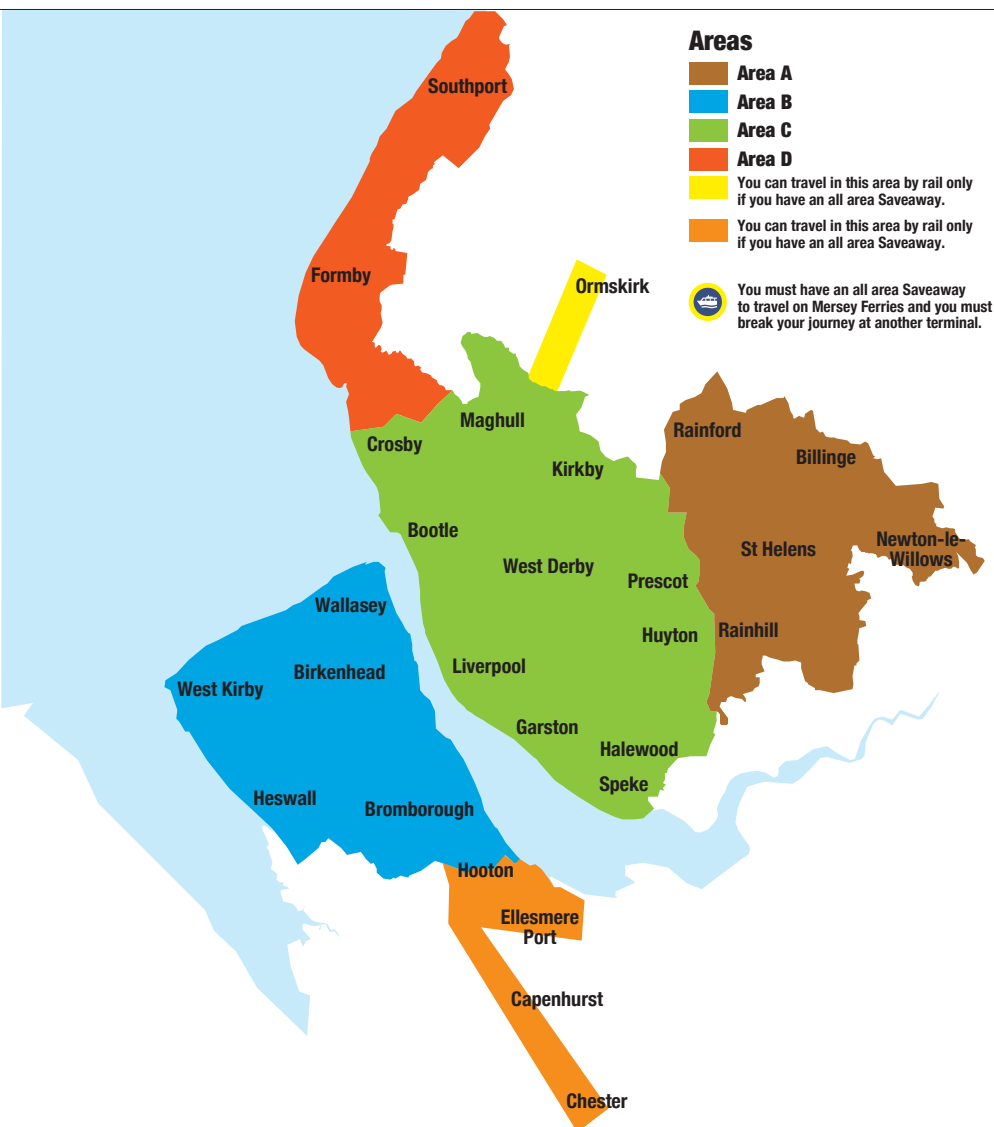 Areas
Area A
Area B
Area C
Area D
You can travel in this area by rail only
if you have an all area Saveaway.
You can travel in this area by rail only
if you have an all area Saveaway.
You must have an all area Saveaway
to travel on Mersey Ferries and you must
break your journey at another terminal.
Southport
Formby
Ormskirk
Maghull
Crosby
Kirkby
Rainford
Billinge
Bootle
West Derby
Prescot
St Helens
Newton-le-
Willows
Wallasey
Huyton
Rainhill
Birkenhead
Liverpool
West Kirby
Garston
Halewood
Speke
Heswall
Bromborough
Hooton
Ellesmere
Port
Capenhurst
Chester